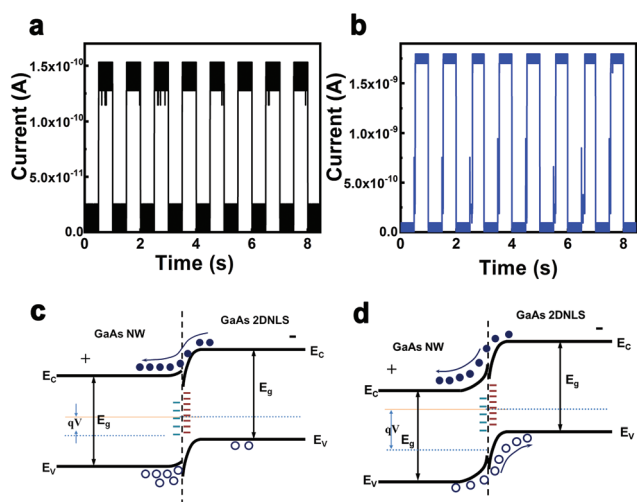 a
Current (A)
1.5x10⁻¹⁰
1.0x10⁻¹⁰
5.0x10⁻¹¹
0.0
0 2 4 6 8
Time (s)
b
Current (A)
1.5x10⁻⁹
1.0x10⁻⁹
5.0x10⁻¹⁰
0.0
0 2 4 6 8
Time (s)
c
GaAs NW
GaAs 2DNLS
+
−
E_C
E_C
E_g
qV
E_g
E_V
E_V
d
GaAs NW
GaAs 2DNLS
+
−
E_C
E_C
E_g
qV
E_g
E_V
E_V